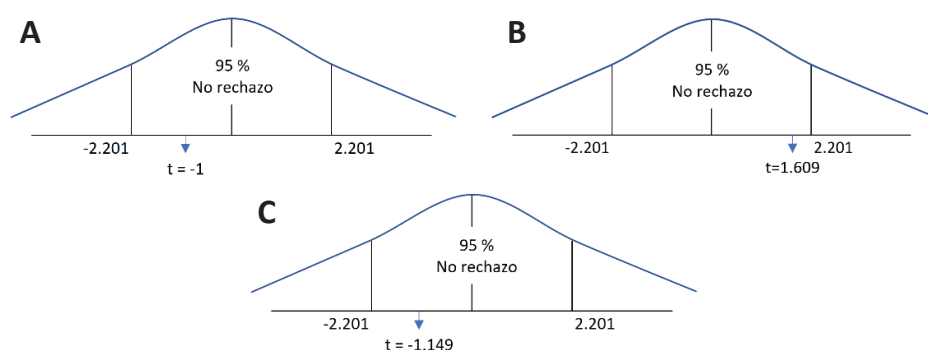 A
95 %
No rechazo
-2.201
2.201
t = -1
B
95 %
No rechazo
-2.201
2.201
t=1.609
C
95 %
No rechazo
-2.201
2.201
t = -1.149